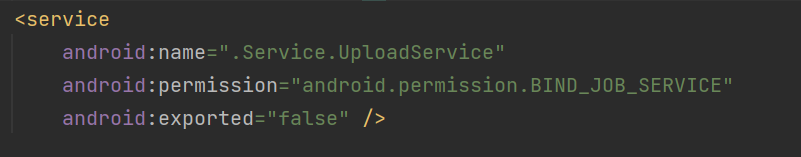 <service
android:name=".Service.UploadService"
android:permission="android.permission.BIND_JOB_SERVICE"
android:exported="false" />